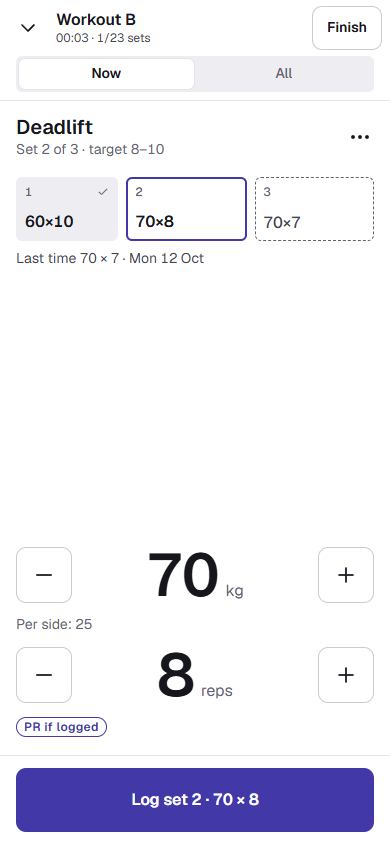 Workout B
00:03 · 1/23 sets
Finish
Now
All
Deadlift
Set 2 of 3 · target 8–10
1
60×10
2
70×8
3
70×7
Last time 70 × 7 · Mon 12 Oct
70 kg
Per side: 25
8 reps
PR if logged
Log set 2 · 70 × 8